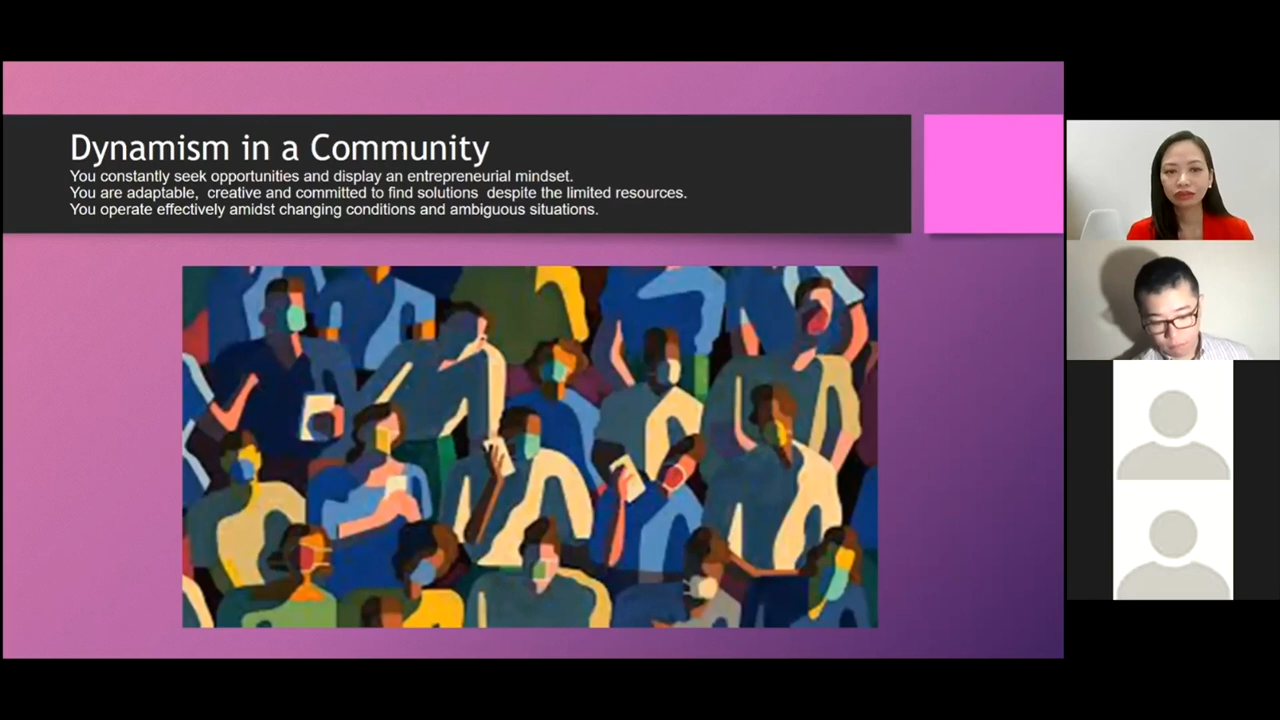 Dynamism in a Community
You constantly seek opportunities and display an entrepreneurial mindset.
You are adaptable,  creative and committed to find solutions  despite the limited resources.
You operate effectively amidst changing conditions and ambiguous situations.